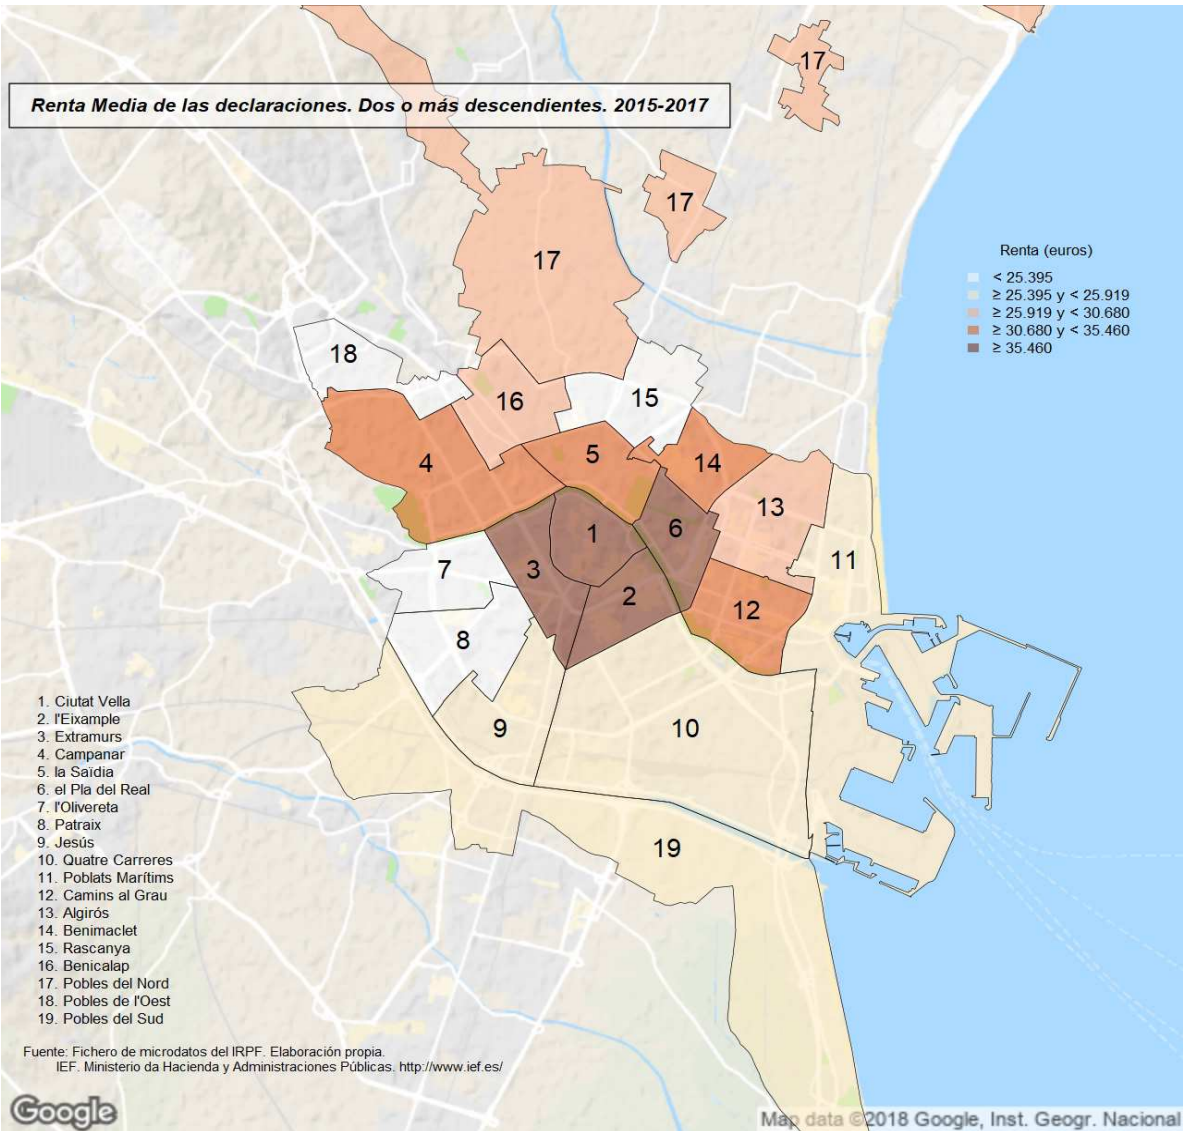 17
Renta Media de las declaraciones. Dos o más descendientes. 2015-2017
17
17
Renta (euros)
< 25.395
≥ 25.395 y < 25.919
≥ 25.919 y < 30.680
≥ 30.680 y < 35.460
≥ 35.460
18
16
15
4
5
14
13
1
6
11
7
3
2
12
8
9
10
19
1. Ciutat Vella
2. l'Eixample
3. Extramurs
4. Campanar
5. la Saïdia
6. el Pla del Real
7. l'Olivereta
8. Patraix
9. Jesús
10. Quatre Carreres
11. Poblats Marítims
12. Camins al Grau
13. Algirós
14. Benimaclet
15. Rascanya
16. Benicalap
17. Pobles del Nord
18. Pobles de l'Oest
19. Pobles del Sud
Fuente: Fichero de microdatos del IRPF. Elaboración propia.
IEF. Ministerio da Hacienda y Administraciones Públicas. http://www.ief.es/
Google
Map data ©2018 Google, Inst. Geogr. Nacional